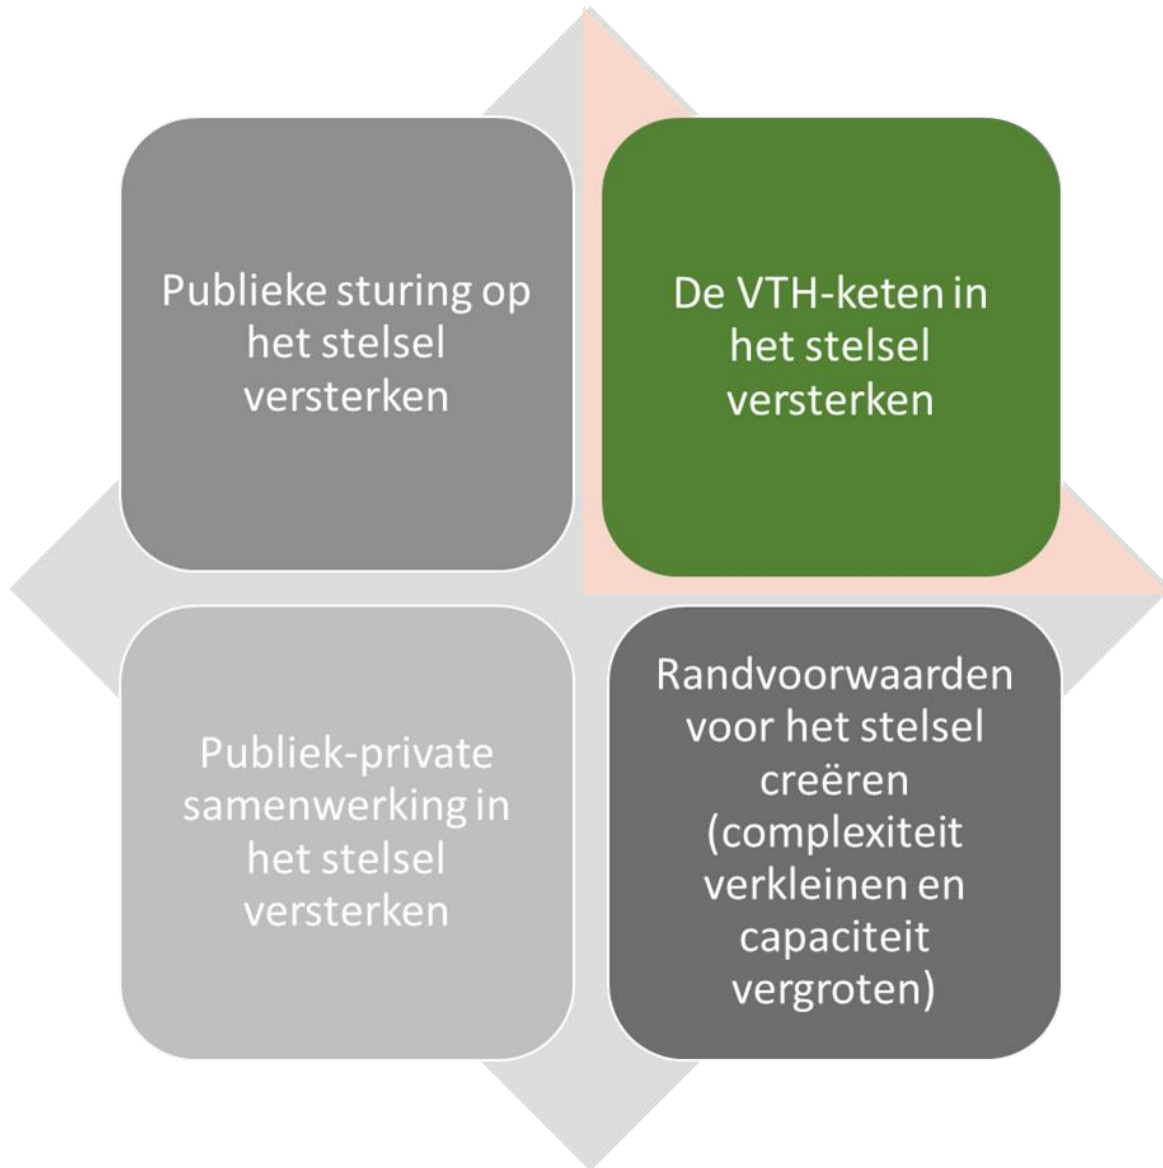 Publieke sturing op
het stelsel
versterken
De VTH-keten in
het stelsel
versterken
Publiek-private
samenwerking in
het stelsel
versterken
Randvoorwaarden
voor het stelsel
creëren
(complexiteit
verkleinen en
capaciteit
vergroten)